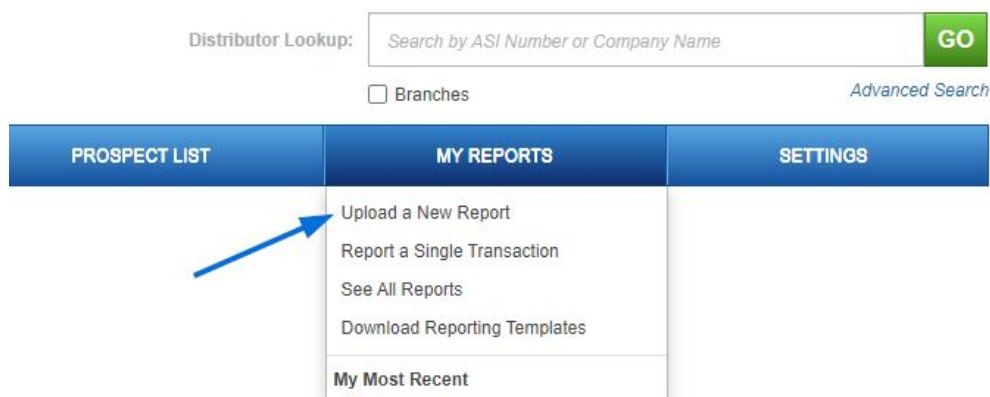 Distributor Lookup: Search by ASI Number or Company Name GO
Branches Advanced Search
PROSPECT LIST MY REPORTS SETTINGS
Upload a New Report
Report a Single Transaction
See All Reports
Download Reporting Templates
My Most Recent